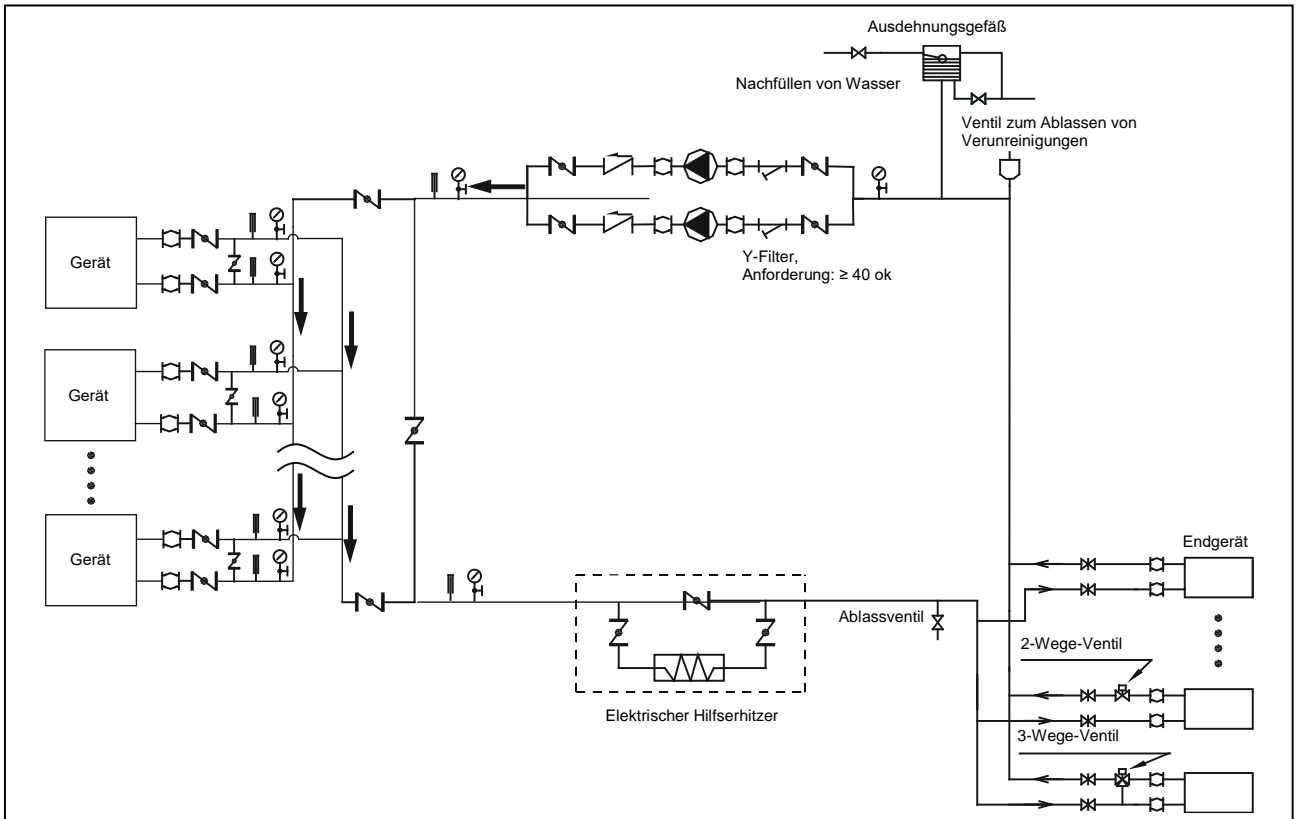 Ausdehnungsgefäß
Nachfüllen von Wasser
Ventil zum Ablassen von
Verunreinigungen
Y-Filter,
Anforderung: ≥ 40 ok
Gerät
Gerät
Gerät
Endgerät
Ablassventil
2-Wege-Ventil
Elektrischer Hilfserhitzer
3-Wege-Ventil